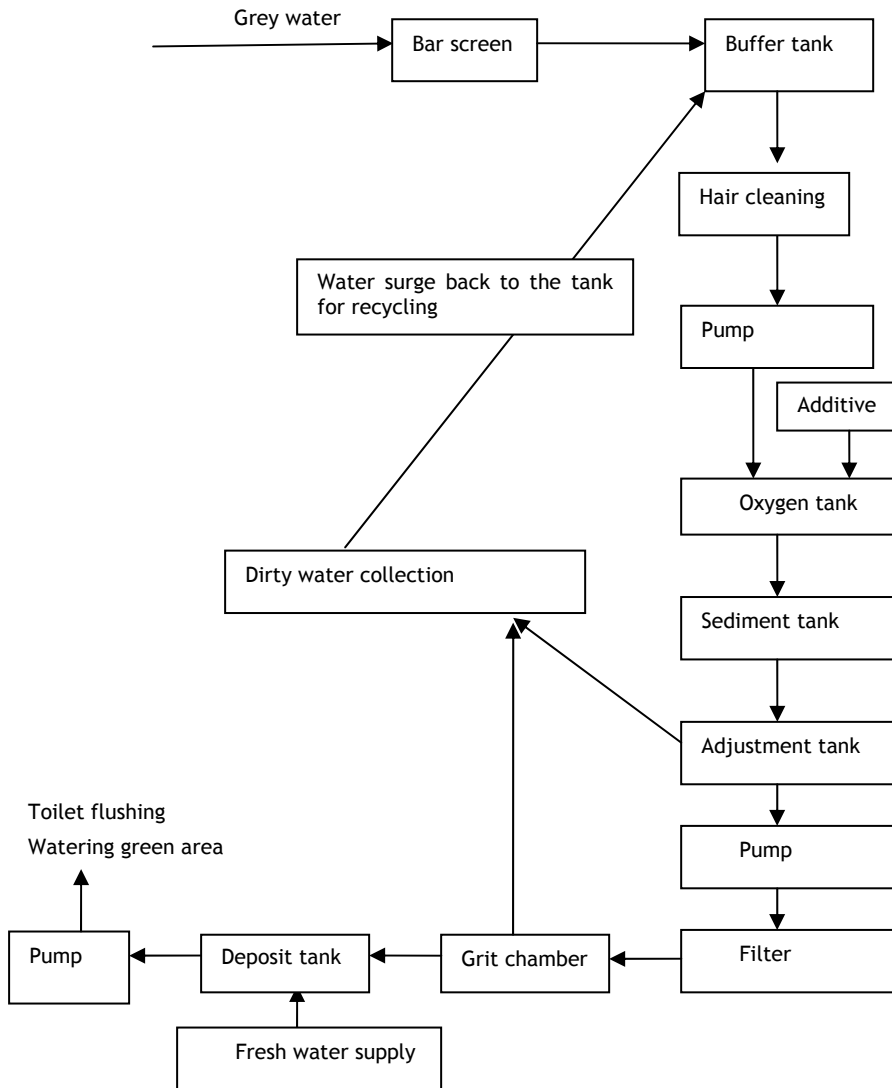 Grey water
Bar screen
Buffer tank
Hair cleaning
Water surge back to the tank
for recycling
Pump
Additive
Oxygen tank
Dirty water collection
Sediment tank
Adjustment tank
Toilet flushing
Watering green area
Pump
Pump
Deposit tank
Grit chamber
Filter
Fresh water supply